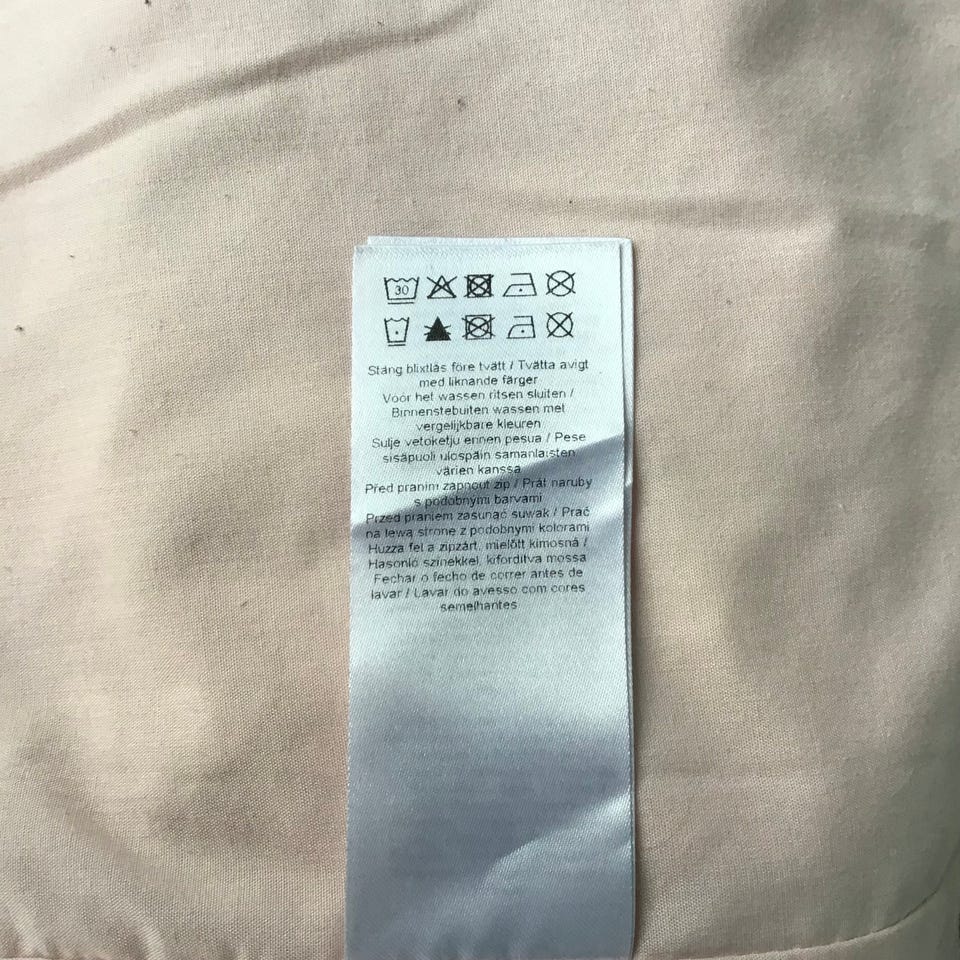 30
Stäng blixtlås före tvätt / Tvätta avigt
med liknande färger
Vóór het wassen ritsen sluiten /
Binnenstebuiten wassen met
vergelijkbare kleuren
Sulje vetoketju ennen pesua / Pese
sisäpuoli ulospäin samanlaisten
värien kanssa
Před praním zapnout zip / Prát naruby
s podobnými barvami
Przed praniem zasunąć suwak / Prać
na lewą stronę z podobnymi kolorami
Húzza fel a zipzárt, mielőtt kimosná /
Hasonló színekkel, kifordítva mossa
Fechar o fecho de correr antes de
lavar / Lavar do avesso com cores
semelhantes